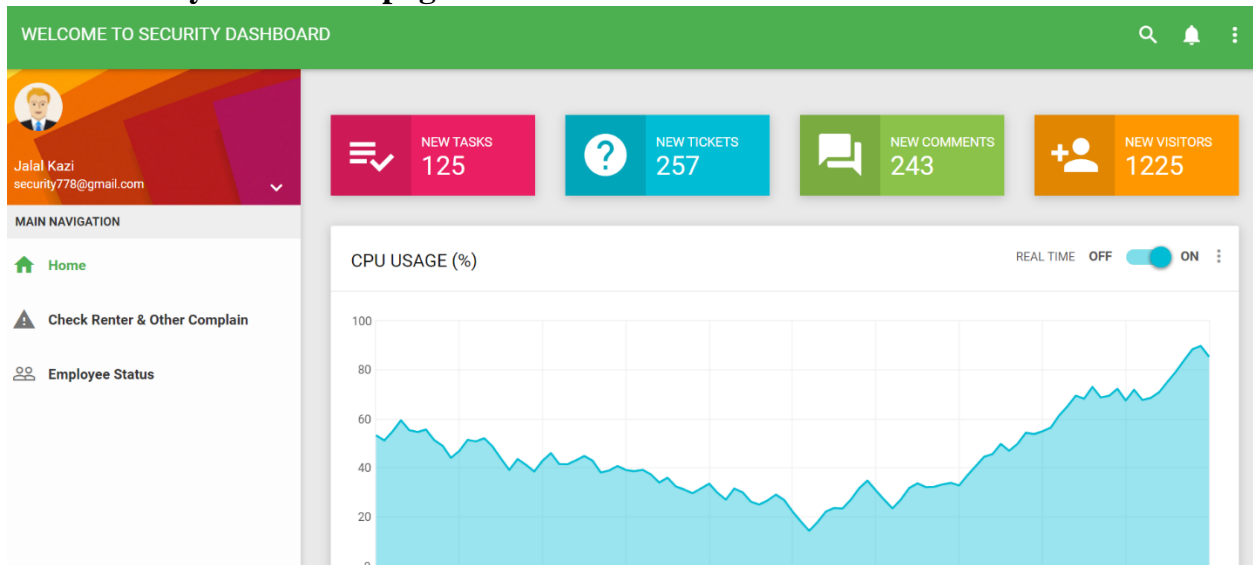 WELCOME TO SECURITY DASHBOARD
Jalal Kazi
security778@gmail.com
MAIN NAVIGATION
Home
Check Renter & Other Complain
Employee Status
NEW TASKS
125
NEW TICKETS
257
NEW COMMENTS
243
NEW VISITORS
1225
CPU USAGE (%)
REAL TIME OFF ON
100
80
60
40
20